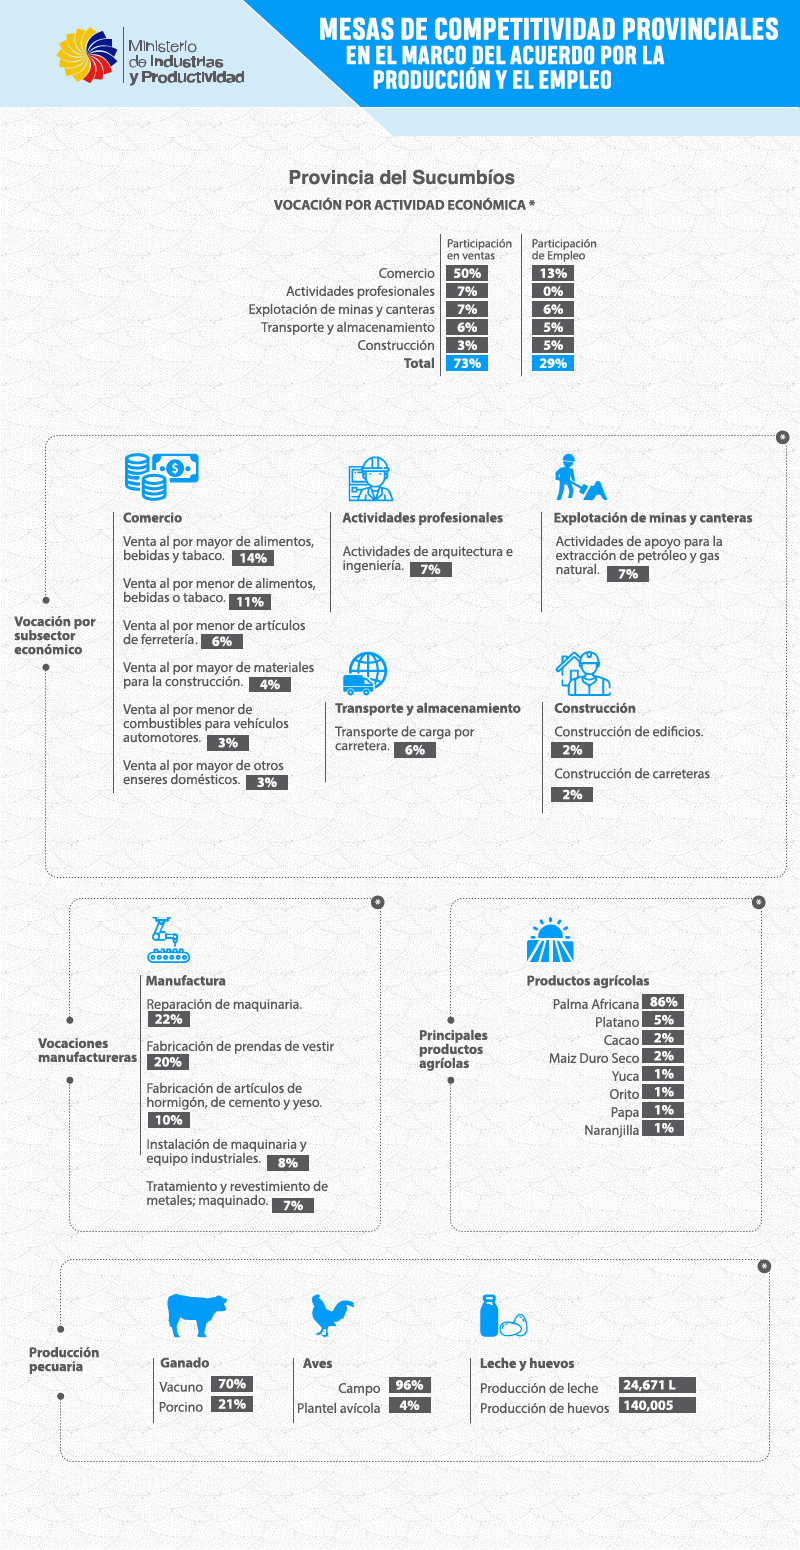 Ministerio
de Industrias
y Productividad
MESAS DE COMPETITIVIDAD PROVINCIALES
EN EL MARCO DEL ACUERDO POR LA
PRODUCCIÓN Y EL EMPLEO
Provincia del Sucumbíos
VOCACIÓN POR ACTIVIDAD ECONÓMICA *
Participación en ventas
Participación de Empleo
Comercio 50% 13%
Actividades profesionales 7% 0%
Explotación de minas y canteras 7% 6%
Transporte y almacenamiento 6% 5%
Construcción 3% 5%
Total 73% 29%
*
Vocación por
subsector
económico
Comercio
Venta al por mayor de alimentos,
bebidas y tabaco. 14%
Venta al por menor de alimentos,
bebidas o tabaco. 11%
Venta al por menor de artículos
de ferretería. 6%
Venta al por mayor de materiales
para la construcción. 4%
Venta al por menor de
combustibles para vehículos
automotores. 3%
Venta al por mayor de otros
enseres domésticos. 3%
Actividades profesionales
Actividades de arquitectura e
ingeniería. 7%
Explotación de minas y canteras
Actividades de apoyo para la
extracción de petróleo y gas
natural. 7%
Transporte y almacenamiento
Transporte de carga por
carretera. 6%
Construcción
Construcción de edificios.
2%
Construcción de carreteras
2%
*
Vocaciones
manufactureras
Manufactura
Reparación de maquinaria.
22%
Fabricación de prendas de vestir
20%
Fabricación de artículos de
hormigón, de cemento y yeso.
10%
Instalación de maquinaria y
equipo industriales. 8%
Tratamiento y revestimiento de
metales; maquinado. 7%
*
Principales
productos
agríolas
Productos agrícolas
Palma Africana 86%
Platano 5%
Cacao 2%
Maiz Duro Seco 2%
Yuca 1%
Orito 1%
Papa 1%
Naranjilla 1%
*
Producción
pecuaria
Ganado
Vacuno 70%
Porcino 21%
Aves
Campo 96%
Plantel avícola 4%
Leche y huevos
Producción de leche 24,671 L
Producción de huevos 140,005